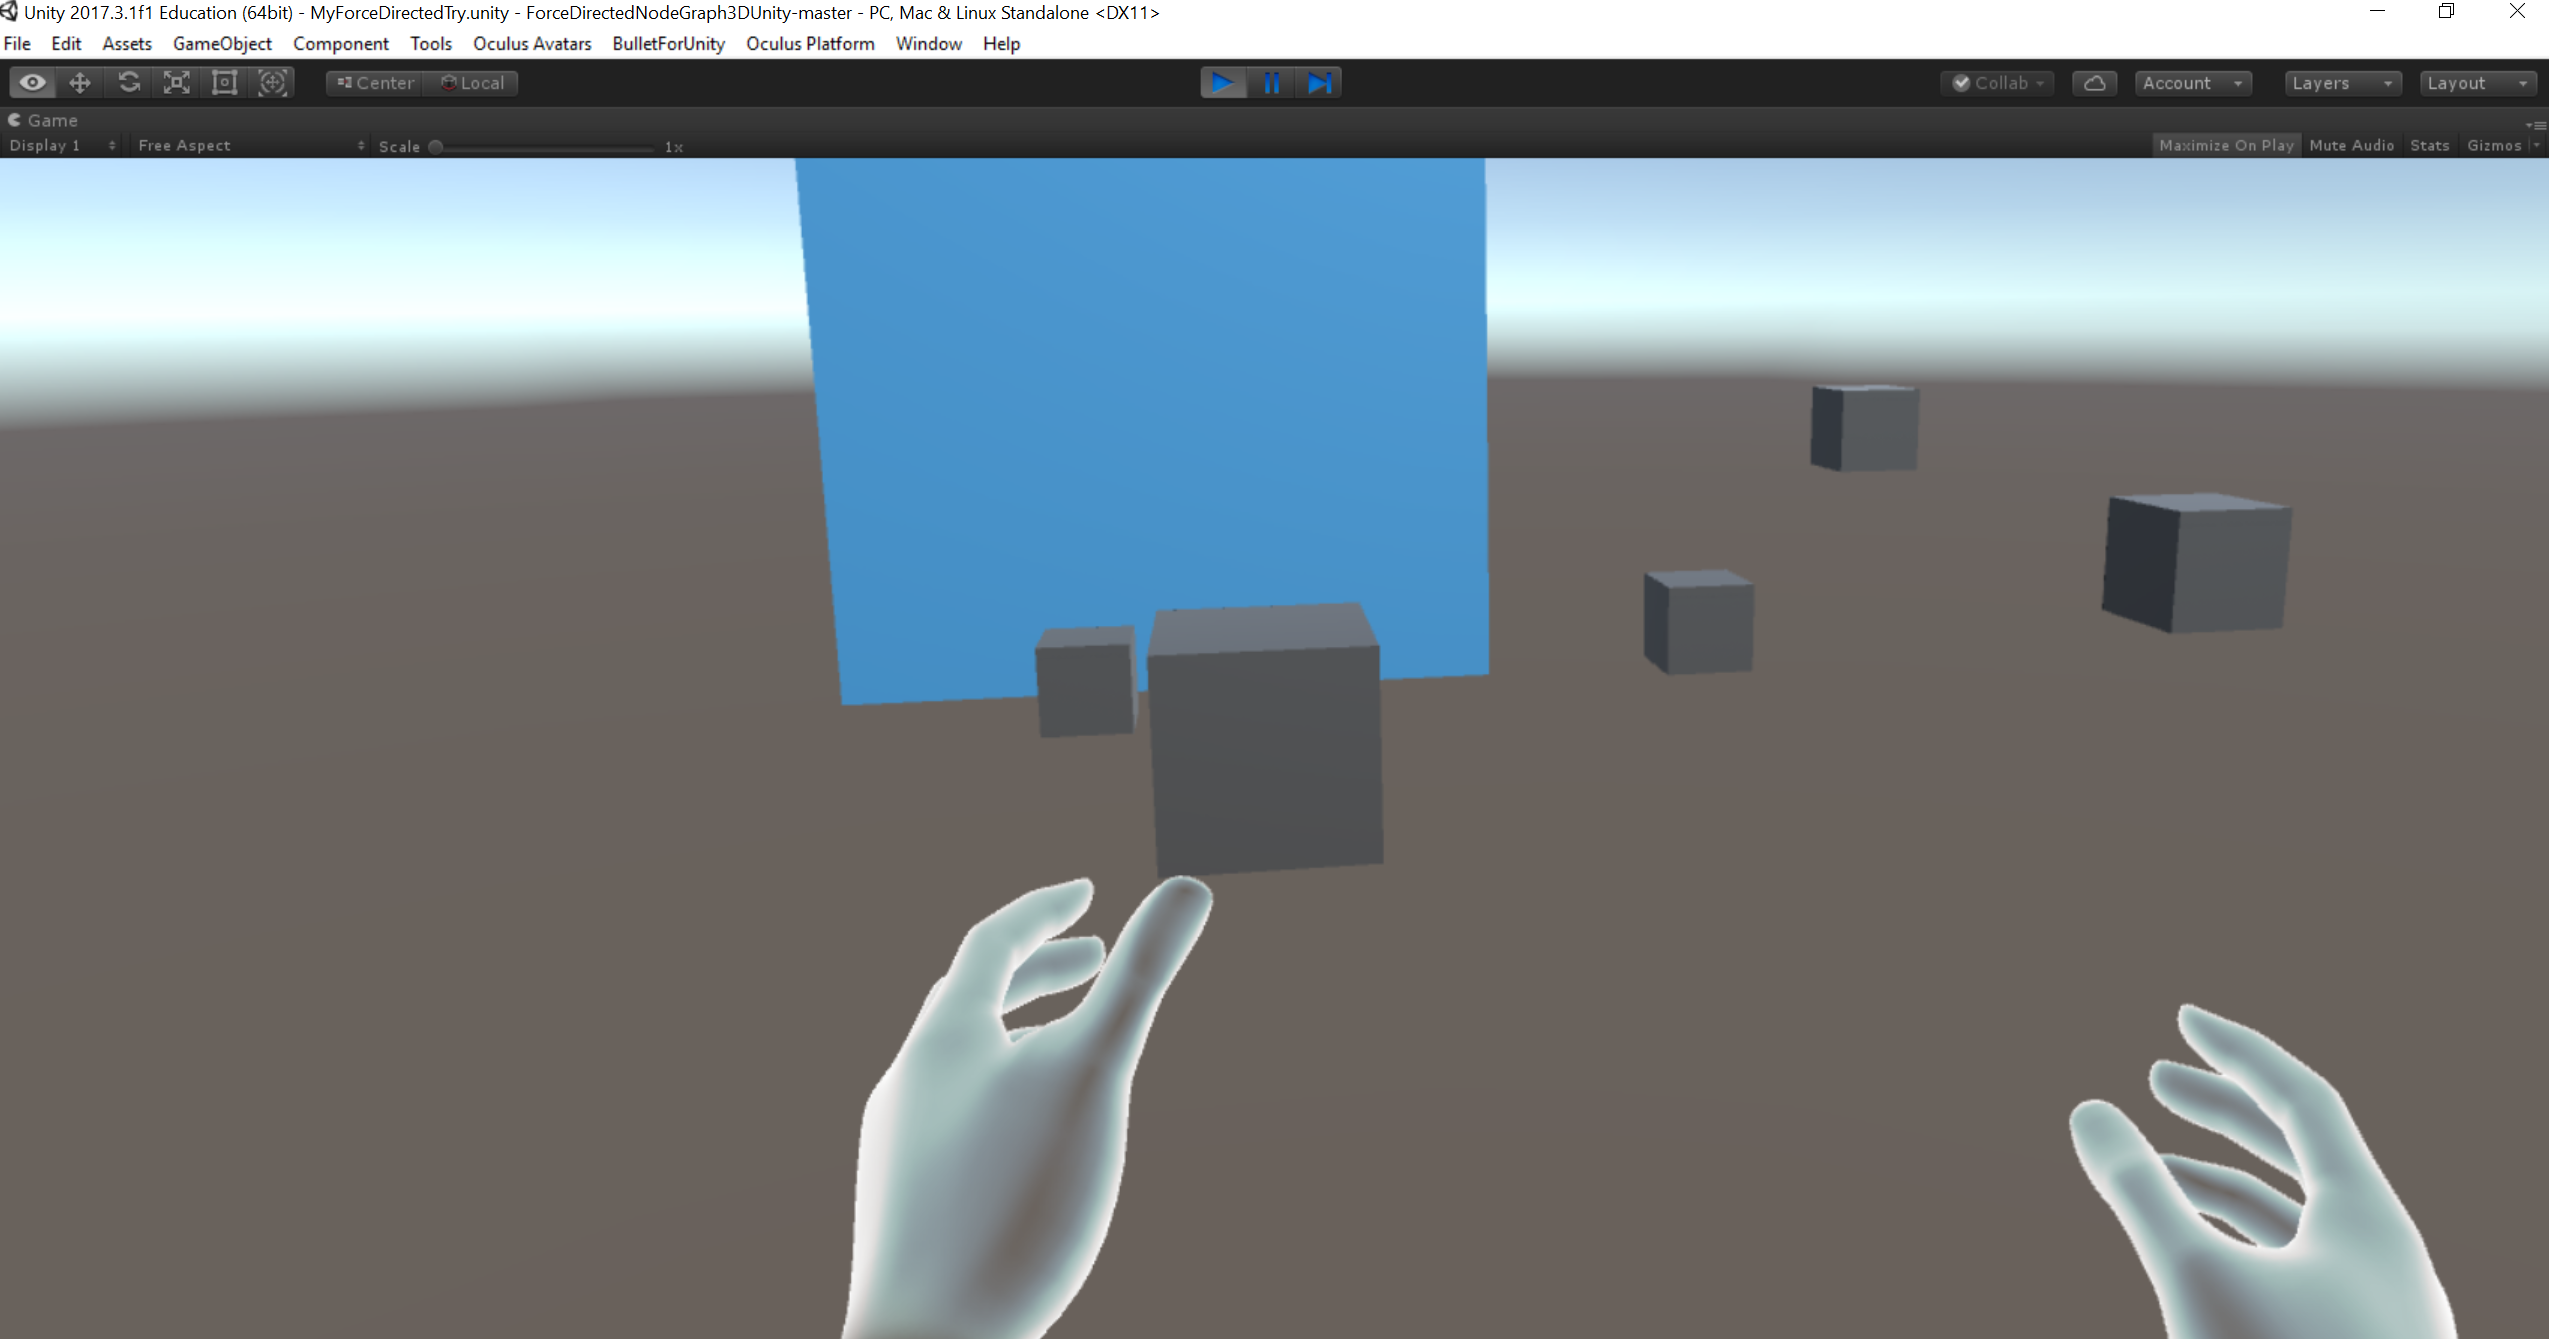 Unity 2017.3.1f1 Education (64bit) - MyForceDirectedTry.unity - ForceDirectedNodeGraph3DUnity-master - PC, Mac & Linux Standalone <DX11>
File Edit Assets GameObject Component Tools Oculus Avatars BulletForUnity Oculus Platform Window Help
Center Local Collab Account Layers Layout
Game
Display 1 Free Aspect Scale 1x Maximize On Play Mute Audio Stats Gizmos